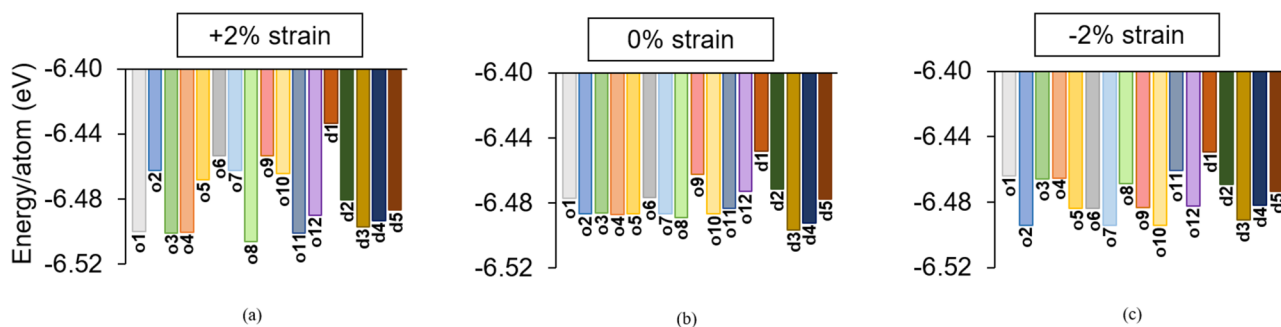 +2% strain
0% strain
-2% strain
Energy/atom (eV)
-6.40
-6.44
-6.48
-6.52
o1
o2
o3
o4
o5
o6
o7
o8
o9
o10
o11
o12
d1
d2
d3
d4
d5
(a)
-6.40
-6.44
-6.48
-6.52
o1
o2
o3
o4
o5
o6
o7
o8
o9
o10
o11
o12
d1
d2
d3
d4
d5
(b)
-6.40
-6.44
-6.48
-6.52
o1
o2
o3
o4
o5
o6
o7
o8
o9
o10
o11
o12
d1
d2
d3
d4
d5
(c)